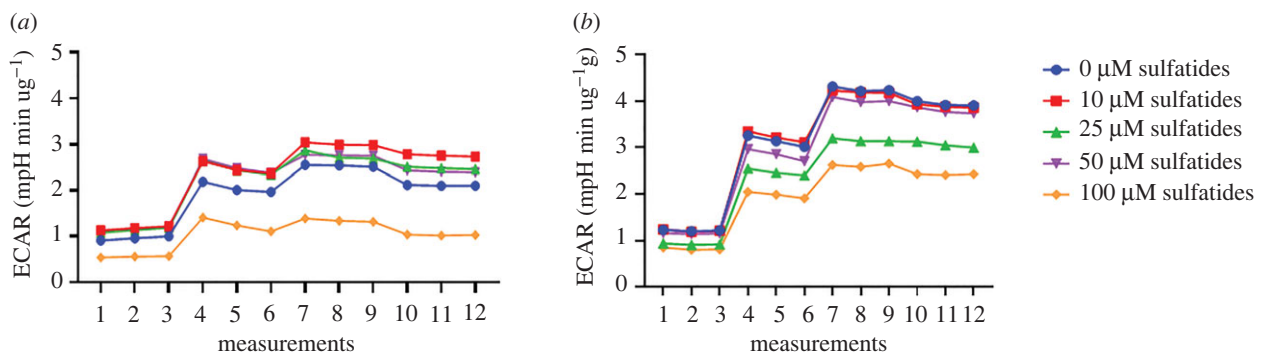 (a)
ECAR (mpH min ug⁻¹)
5
4
3
2
1
0
1 2 3 4 5 6 7 8 9 10 11 12
measurements
(b)
ECAR (mpH min ug⁻¹g)
5
4
3
2
1
0
1 2 3 4 5 6 7 8 9 10 11 12
measurements
0 µM sulfatides
10 µM sulfatides
25 µM sulfatides
50 µM sulfatides
100 µM sulfatides